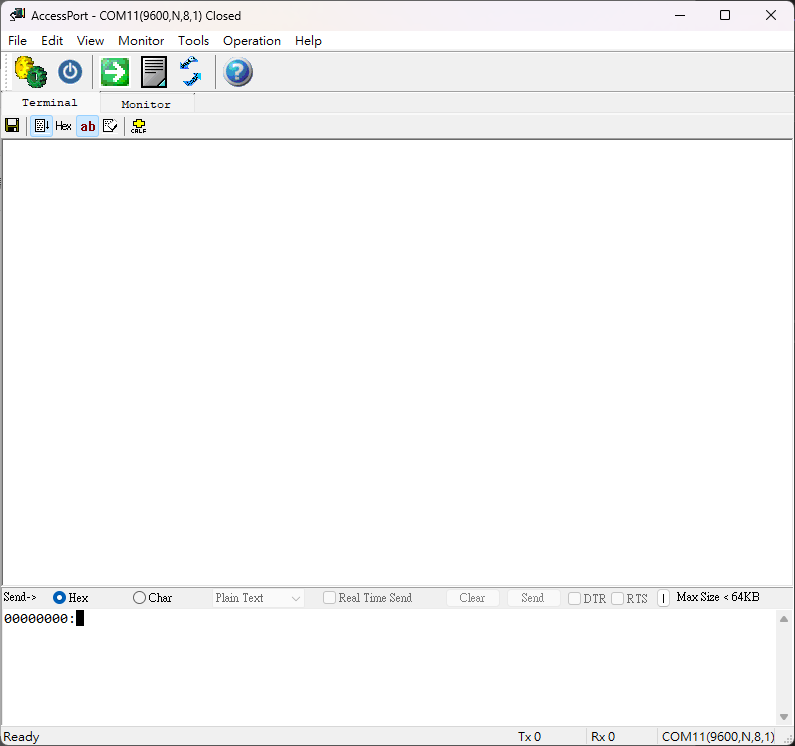 AccessPort - COM11(9600,N,8,1) Closed
File Edit View Monitor Tools Operation Help
Terminal Monitor
Hex ab CRLF
Send-> Hex Char Plain Text Real Time Send Clear Send DTR RTS Max Size < 64KB
00000000:
Ready Tx 0 Rx 0 COM11(9600,N,8,1)